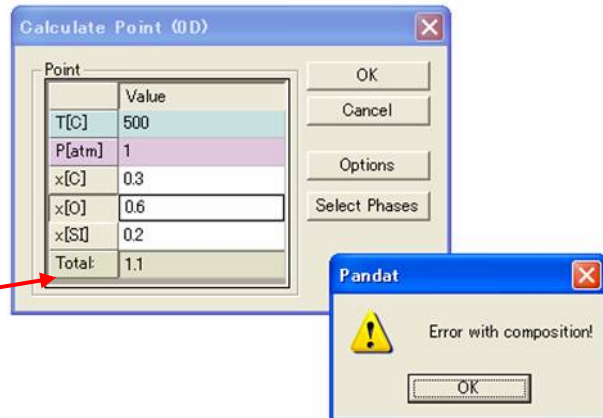 Calculate Point (0D)
Point
Value
T[C] 500
P[atm] 1
x[C] 0.3
x[O] 0.6
x[SI] 0.2
Total: 1.1
OK
Cancel
Options
Select Phases
Pandat
Error with composition!
OK